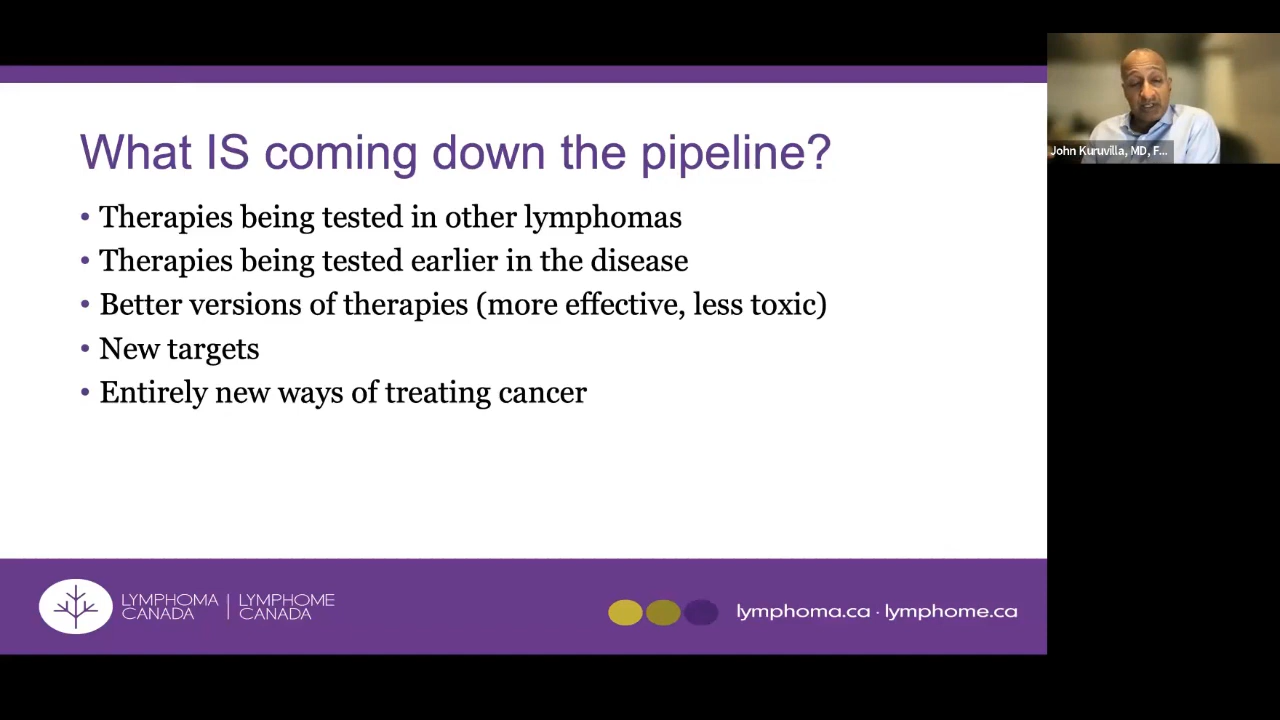 What IS coming down the pipeline?
• Therapies being tested in other lymphomas
• Therapies being tested earlier in the disease
• Better versions of therapies (more effective, less toxic)
• New targets
• Entirely new ways of treating cancer
John Kuruvilla, MD, F...
LYMPHOMA | LYMPHOME
CANADA | CANADA
lymphoma.ca · lymphome.ca